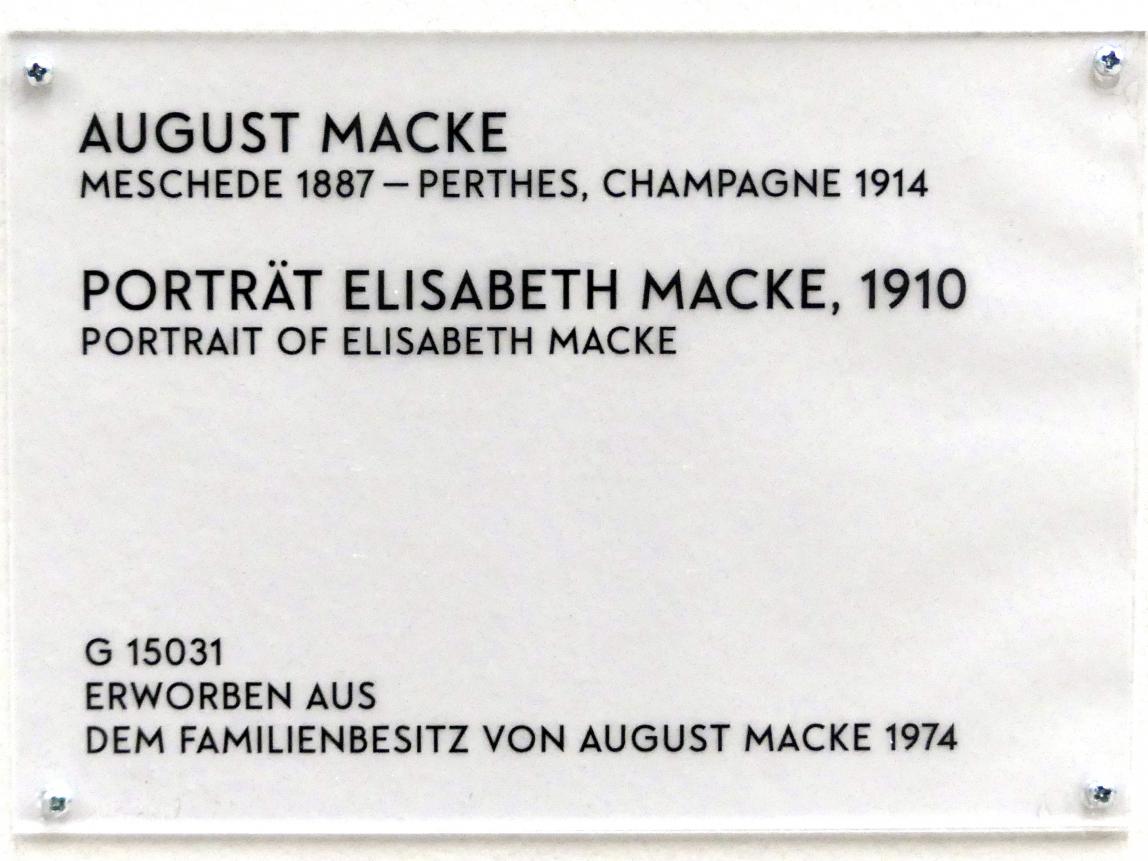 AUGUST MACKE
MESCHEDE 1887 – PERTHES, CHAMPAGNE 1914
PORTRÄT ELISABETH MACKE, 1910
PORTRAIT OF ELISABETH MACKE
G 15031
ERWORBEN AUS
DEM FAMILIENBESITZ VON AUGUST MACKE 1974